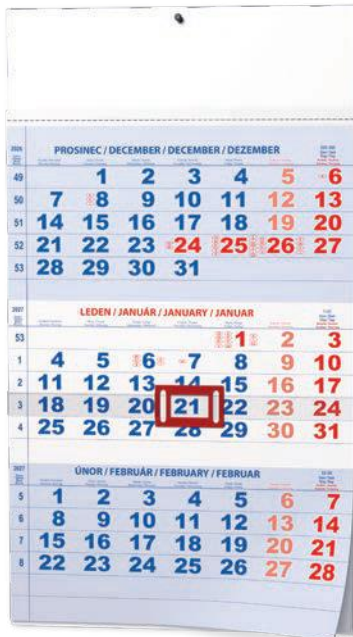 2026 PROSINEC / DECEMBER / DECEMBER / DEZEMBER
49 1 2 3 4 5 6
50 7 8 9 10 11 12 13
51 14 15 16 17 18 19 20
52 21 22 23 24 25 26 27
53 28 29 30 31
2027 LEDEN / JANUÁR / JANUARY / JANUAR
53 1 2 3
1 4 5 6 7 8 9 10
2 11 12 13 14 15 16 17
3 18 19 20 21 22 23 24
4 25 26 27 28 29 30 31
2027 ÚNOR / FEBRUÁR / FEBRUARY / FEBRUAR
5 1 2 3 4 5 6 7
6 8 9 10 11 12 13 14
7 15 16 17 18 19 20 21
8 22 23 24 25 26 27 28